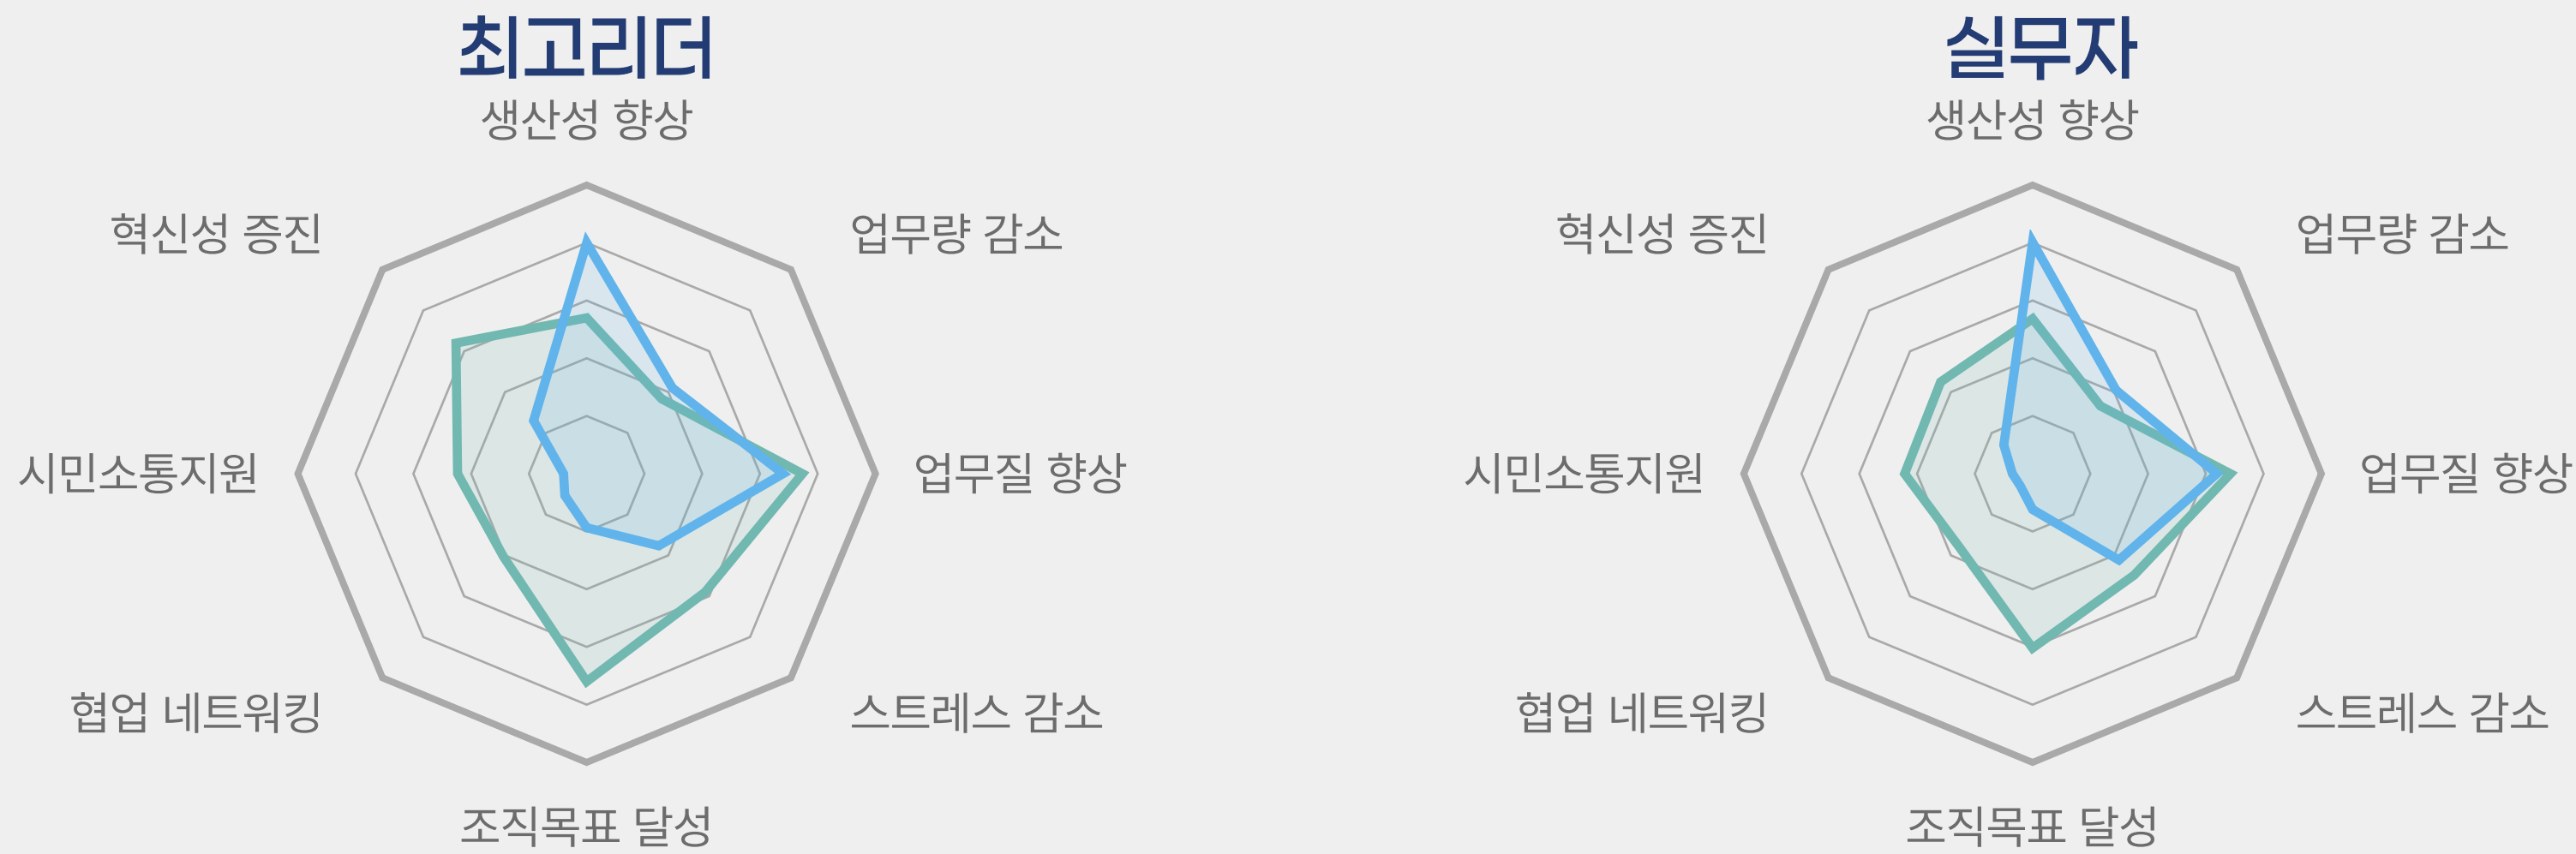 최고리더
생산성 향상
혁신성 증진
업무량 감소
시민소통지원
업무질 향상
협업 네트워킹
스트레스 감소
조직목표 달성
실무자
생산성 향상
혁신성 증진
업무량 감소
시민소통지원
업무질 향상
협업 네트워킹
스트레스 감소
조직목표 달성